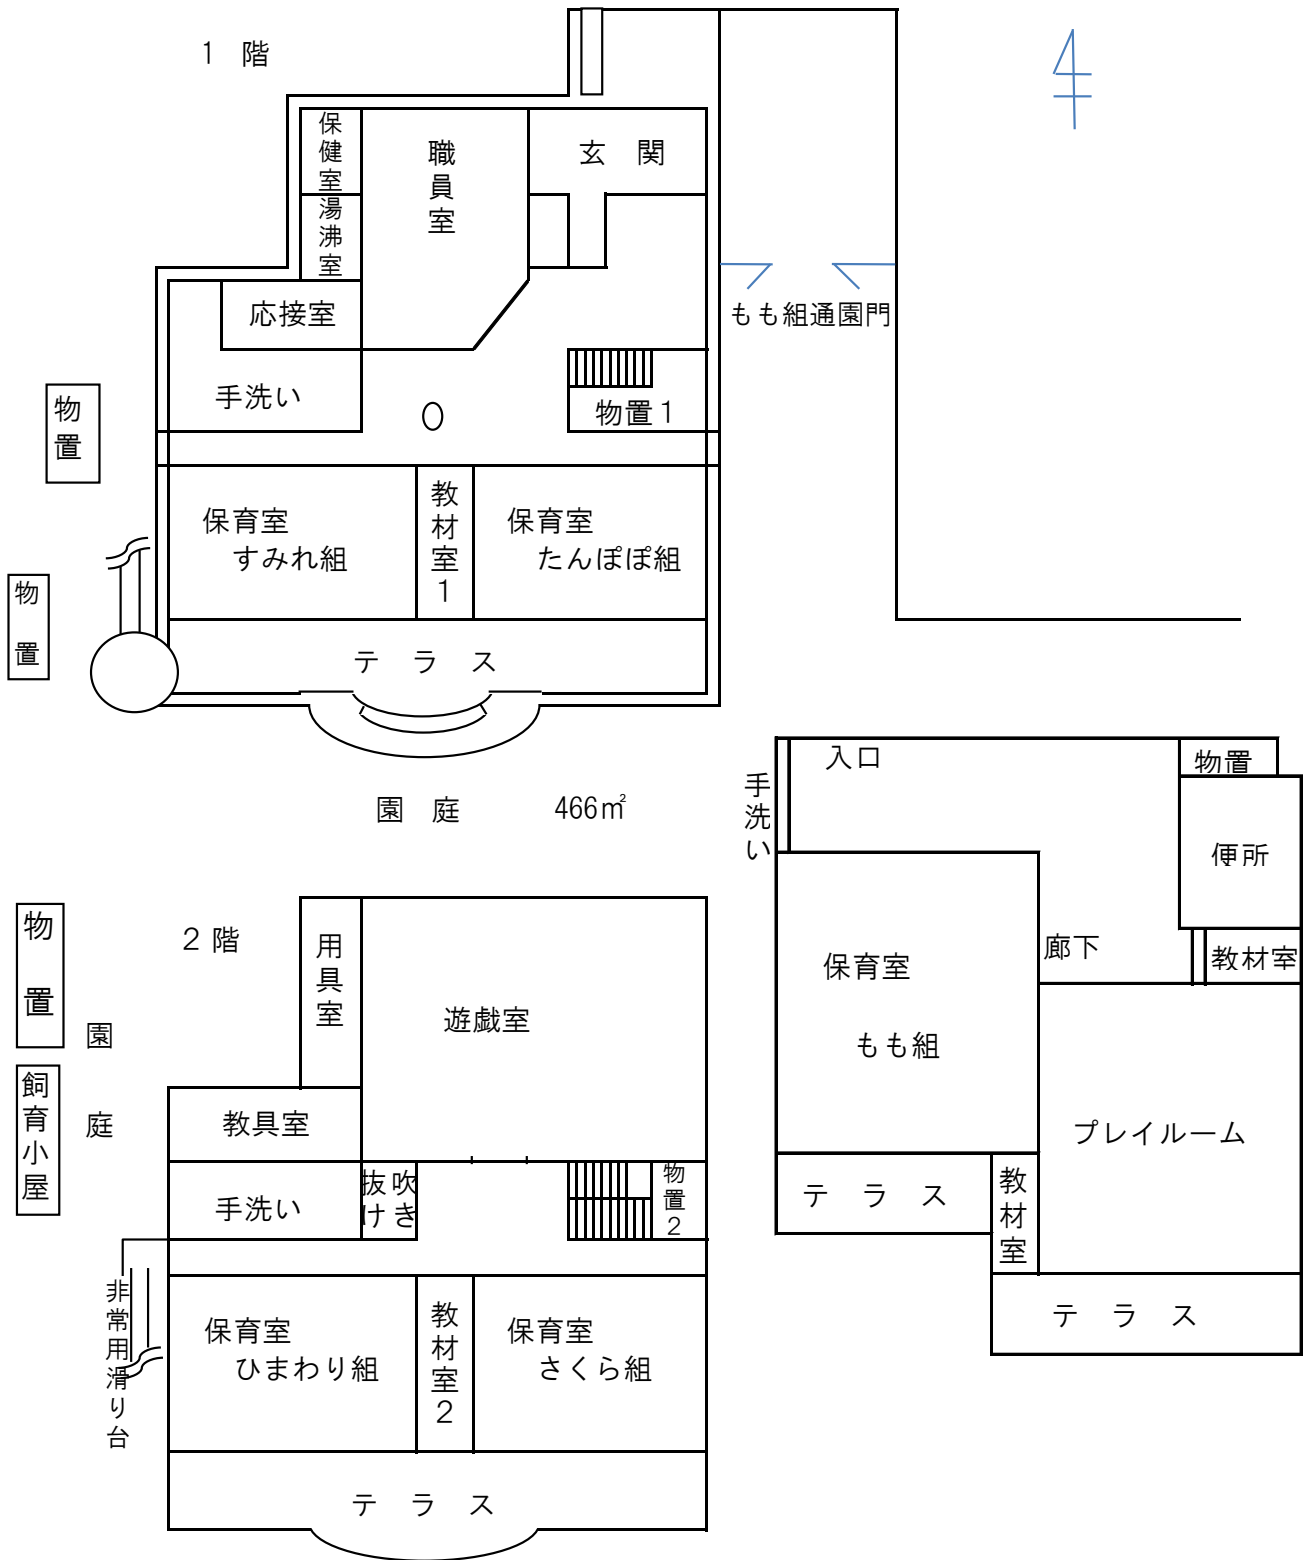 1 階
保健室
職員室
玄 関
湯沸室
応接室
もも組通園門
手洗い
物置1
物置
保育室
すみれ組
教材室1
保育室
たんぽぽ組
物置
テ ラ ス
園 庭 466㎡
入口
物置
手洗い
便所
廊下
教材室
保育室
もも組
プレイルーム
テ ラ ス
教材室
テ ラ ス
物置
2 階
用具室
遊戯室
園庭
飼育小屋
教具室
手洗い
吹き
抜け
物置2
非常用滑り台
保育室
ひまわり組
教材室2
保育室
さくら組
テ ラ ス